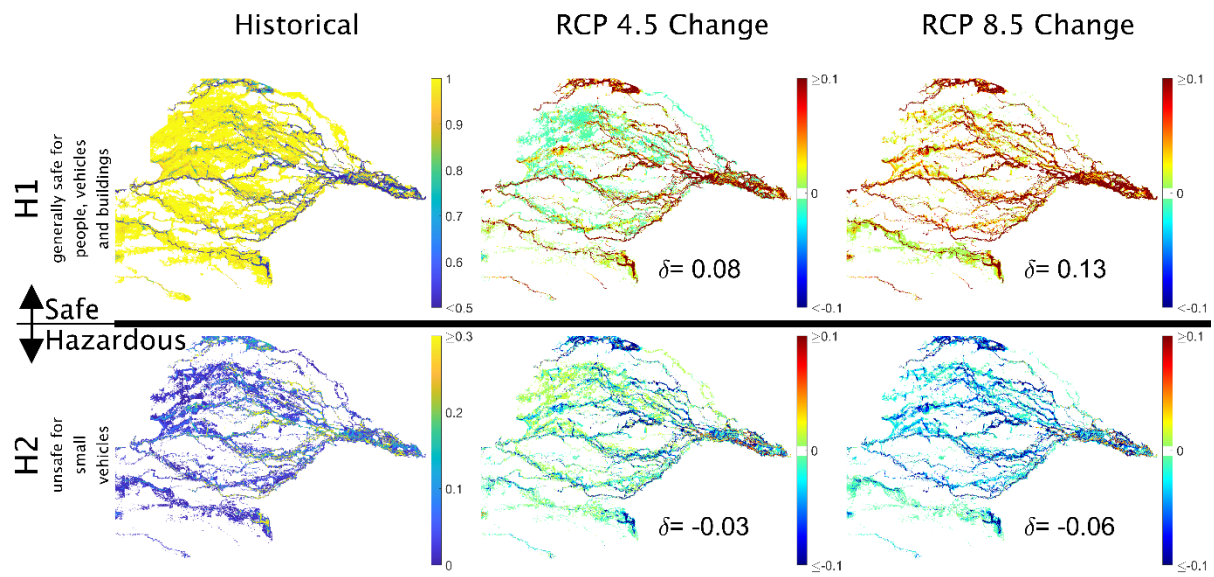 Historical
RCP 4.5 Change
RCP 8.5 Change
H1
generally safe for
people, vehicles
and buildings
1
0.9
0.8
0.7
0.6
<0.5
≥0.1
0
<-0.1
δ= 0.08
≥0.1
0
<-0.1
δ= 0.13
Safe
Hazardous
H2
unsafe for
small
vehicles
≥0.3
0.2
0.1
0
≥0.1
0
≤-0.1
δ= -0.03
≥0.1
0
≤-0.1
δ= -0.06